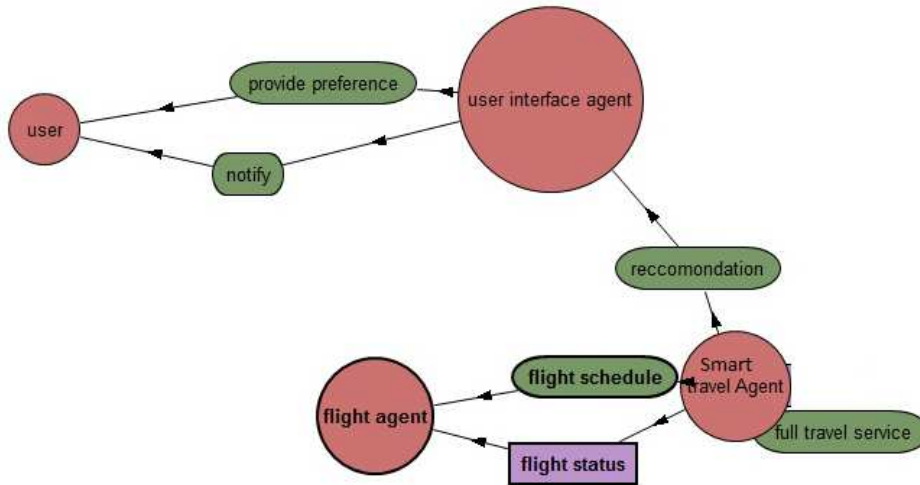 provide preference
user interface agent
user
notify
reccomondation
Smart
travel Agent
flight schedule
flight agent
full travel service
flight status